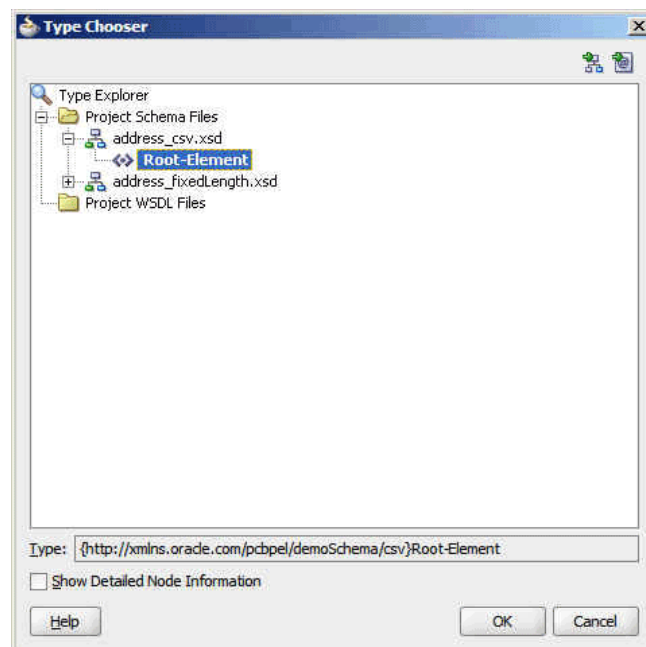 Type Chooser
Type Explorer
Project Schema Files
address_csv.xsd
Root-Element
address_fixedLength.xsd
Project WSDL Files
Type: {http://xmlns.oracle.com/pcbpel/demoSchema/csv}Root-Element
Show Detailed Node Information
Help OK Cancel